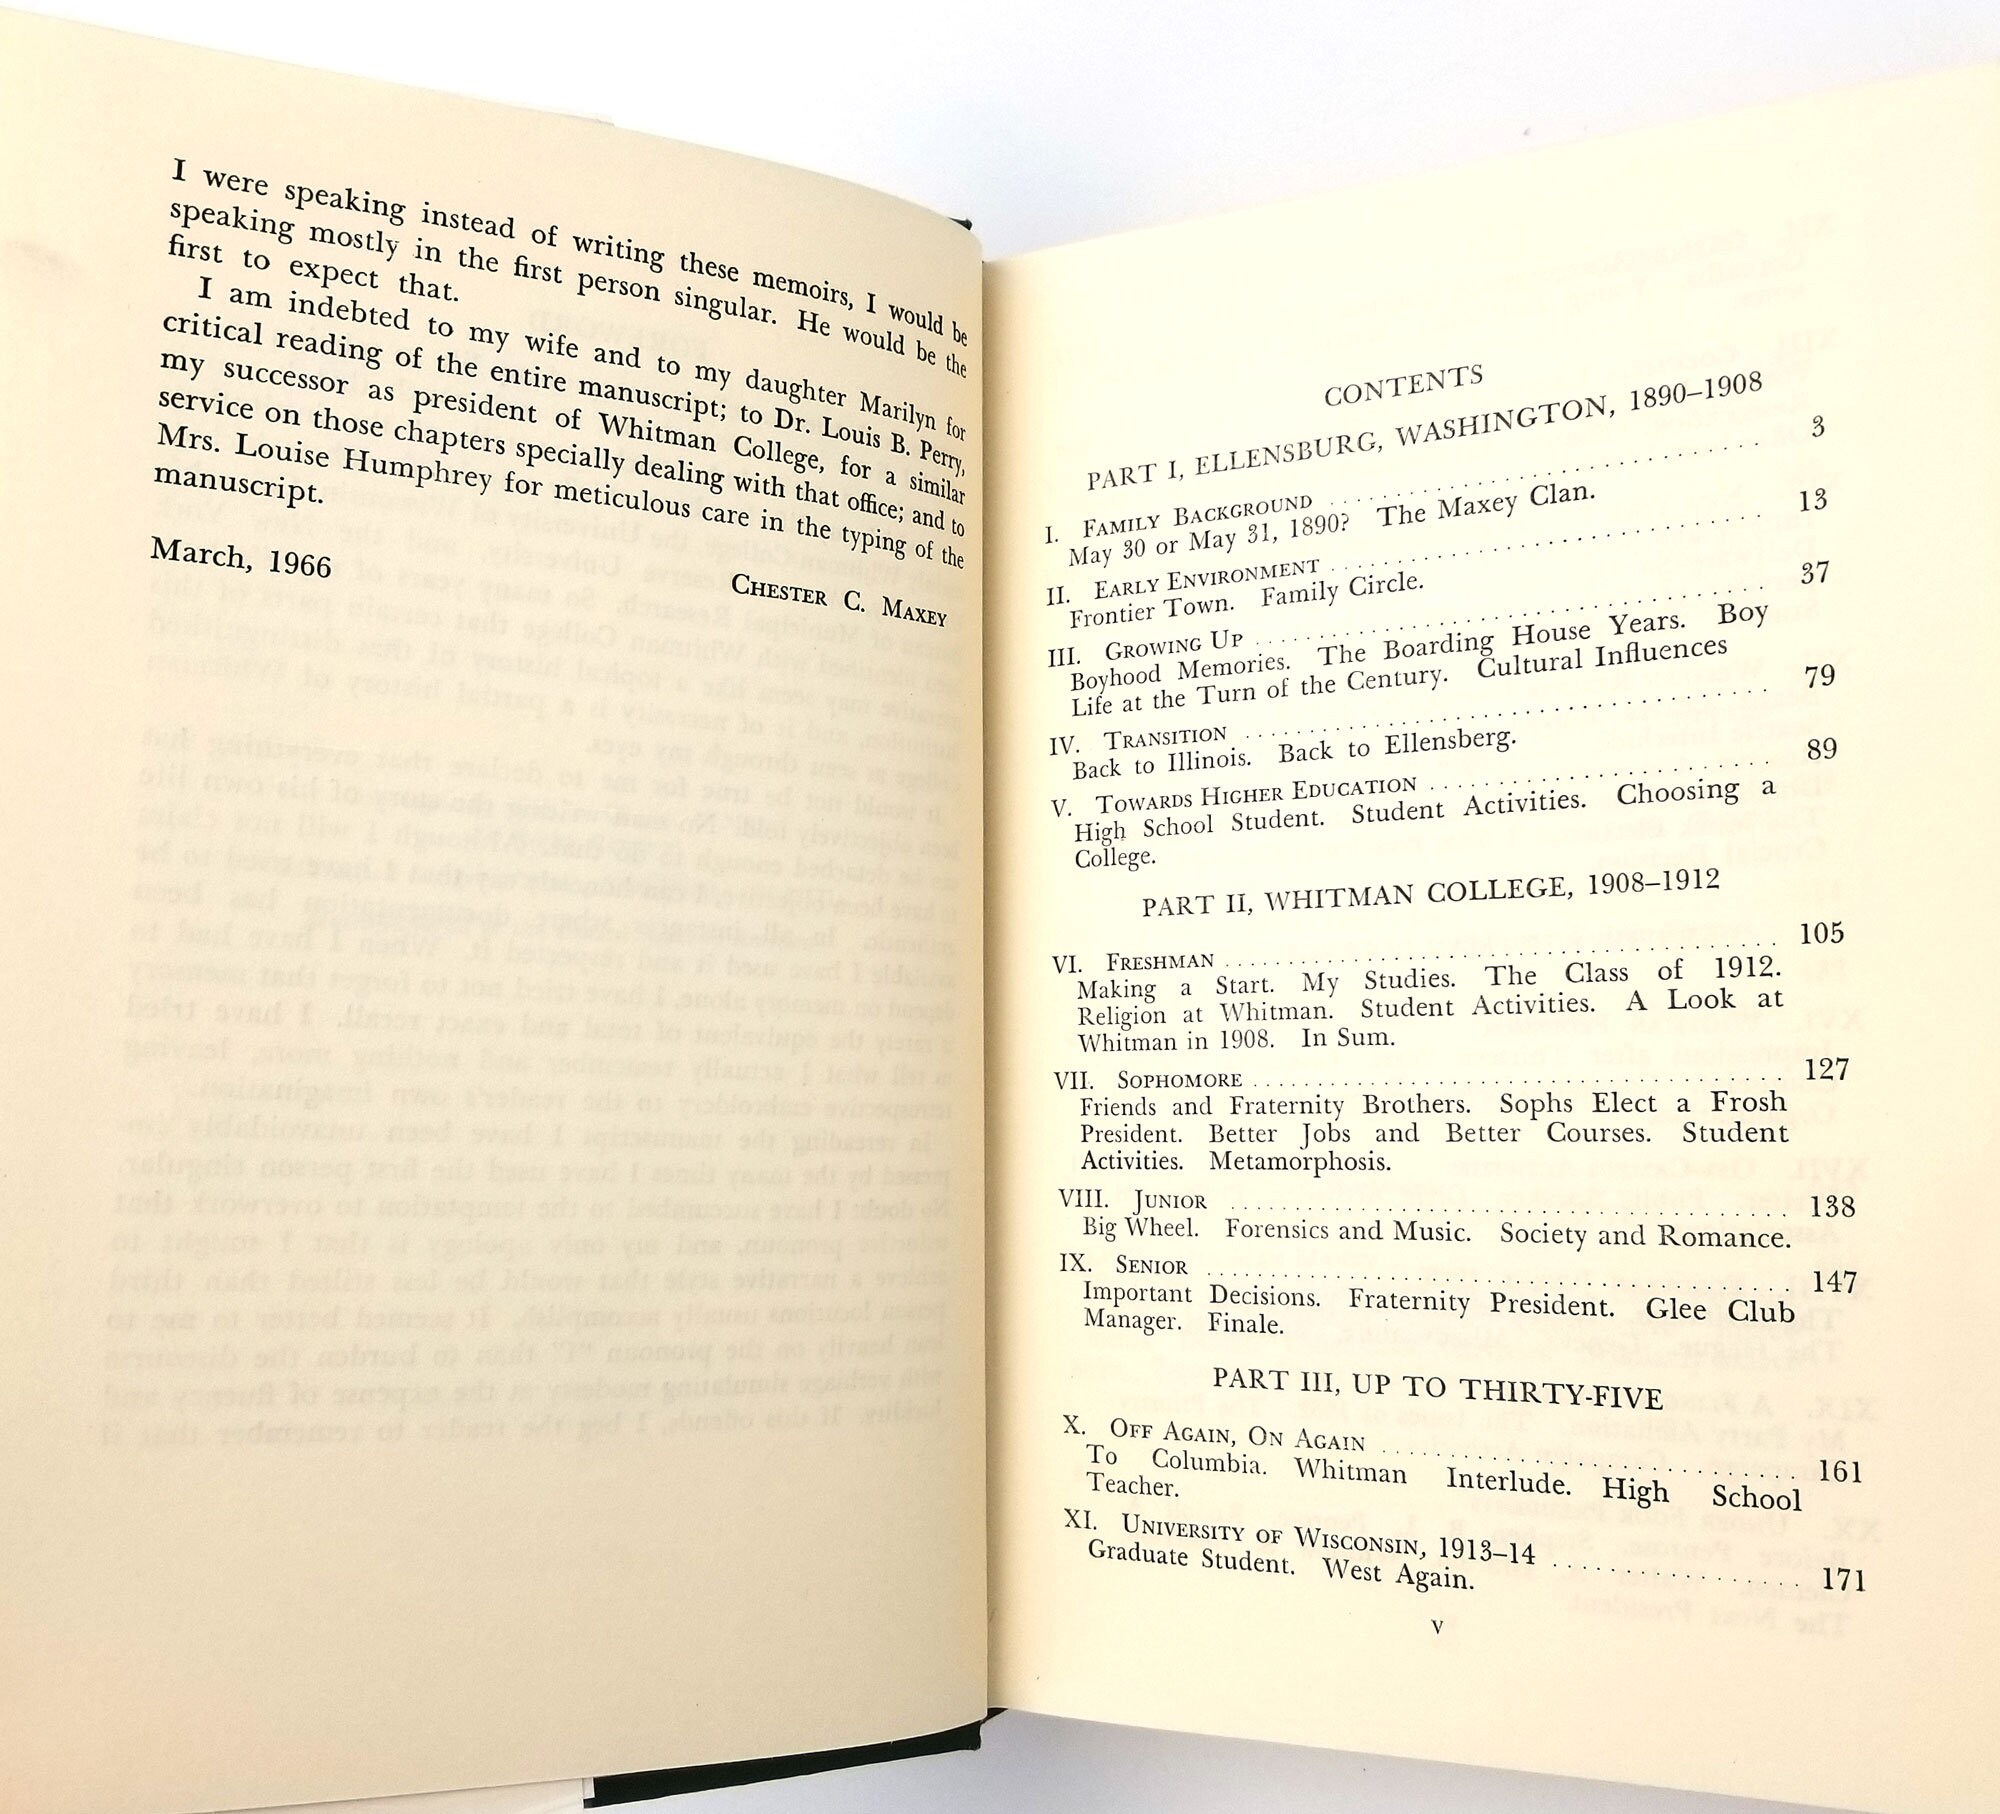 I were speaking instead of writing these memoirs, I would be
speaking mostly in the first person singular. He would be the
first to expect that.
I am indebted to my wife and to my daughter Marilyn for
critical reading of the entire manuscript; to Dr. Louis B. Perry,
my successor as president of Whitman College, for a similar
service on those chapters specially dealing with that office; and to
Mrs. Louise Humphrey for meticulous care in the typing of the
manuscript.
March, 1966
CHESTER C. MAXEY
CONTENTS
PART I, ELLENSBURG, WASHINGTON, 1890–1908
I. FAMILY BACKGROUND . . . . . . . . . . . . . . . . . . . . . . . . . . . . . . 3
May 30 or May 31, 1890? The Maxey Clan.
II. EARLY ENVIRONMENT . . . . . . . . . . . . . . . . . . . . . . . . . . . . . . 13
Frontier Town. Family Circle.
III. GROWING UP . . . . . . . . . . . . . . . . . . . . . . . . . . . . . . . . . . . 37
Boyhood Memories. The Boarding House Years. Boy
Life at the Turn of the Century. Cultural Influences
IV. TRANSITION . . . . . . . . . . . . . . . . . . . . . . . . . . . . . . . . . . . 79
Back to Illinois. Back to Ellensberg.
V. TOWARDS HIGHER EDUCATION . . . . . . . . . . . . . . . . . . . . . . . 89
High School Student. Student Activities. Choosing a
College.
PART II, WHITMAN COLLEGE, 1908–1912
VI. FRESHMAN . . . . . . . . . . . . . . . . . . . . . . . . . . . . . . . . . . . . . 105
Making a Start. My Studies. The Class of 1912.
Religion at Whitman. Student Activities. A Look at
Whitman in 1908. In Sum.
VII. SOPHOMORE . . . . . . . . . . . . . . . . . . . . . . . . . . . . . . . . . . . 127
Friends and Fraternity Brothers. Sophs Elect a Frosh
President. Better Jobs and Better Courses. Student
Activities. Metamorphosis.
VIII. JUNIOR . . . . . . . . . . . . . . . . . . . . . . . . . . . . . . . . . . . . . . 138
Big Wheel. Forensics and Music. Society and Romance.
IX. SENIOR . . . . . . . . . . . . . . . . . . . . . . . . . . . . . . . . . . . . . . . 147
Important Decisions. Fraternity President. Glee Club
Manager. Finale.
PART III, UP TO THIRTY-FIVE
X. OFF AGAIN, ON AGAIN . . . . . . . . . . . . . . . . . . . . . . . . . . . . 161
To Columbia. Whitman Interlude. High School
Teacher.
XI. UNIVERSITY OF WISCONSIN, 1913–14 . . . . . . . . . . . . . . . . . . 171
Graduate Student. West Again.
v